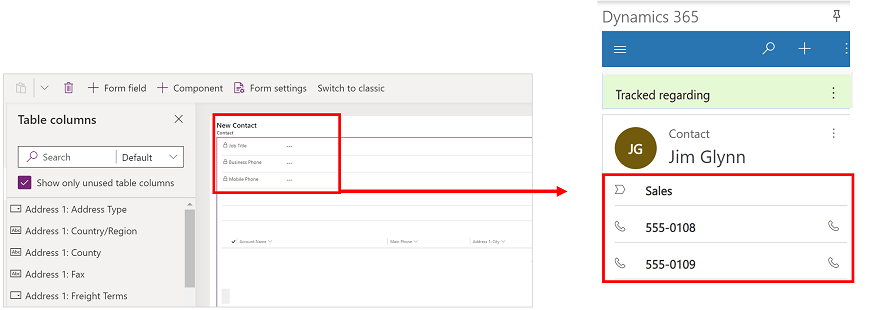 Form field
Component
Form settings
Switch to classic
Table columns
Search
Default
Show only unused table columns
Address 1: Address Type
Abc Address 1: Country/Region
Abc Address 1: County
Abc Address 1: Fax
Address 1: Freight Terms
New Contact
Contact
Job Title ---
Business Phone ---
Mobile Phone ---
Account Name
Main Phone
Address 1: City
Dynamics 365
Tracked regarding
JG
Contact
Jim Glynn
Sales
555-0108
555-0109